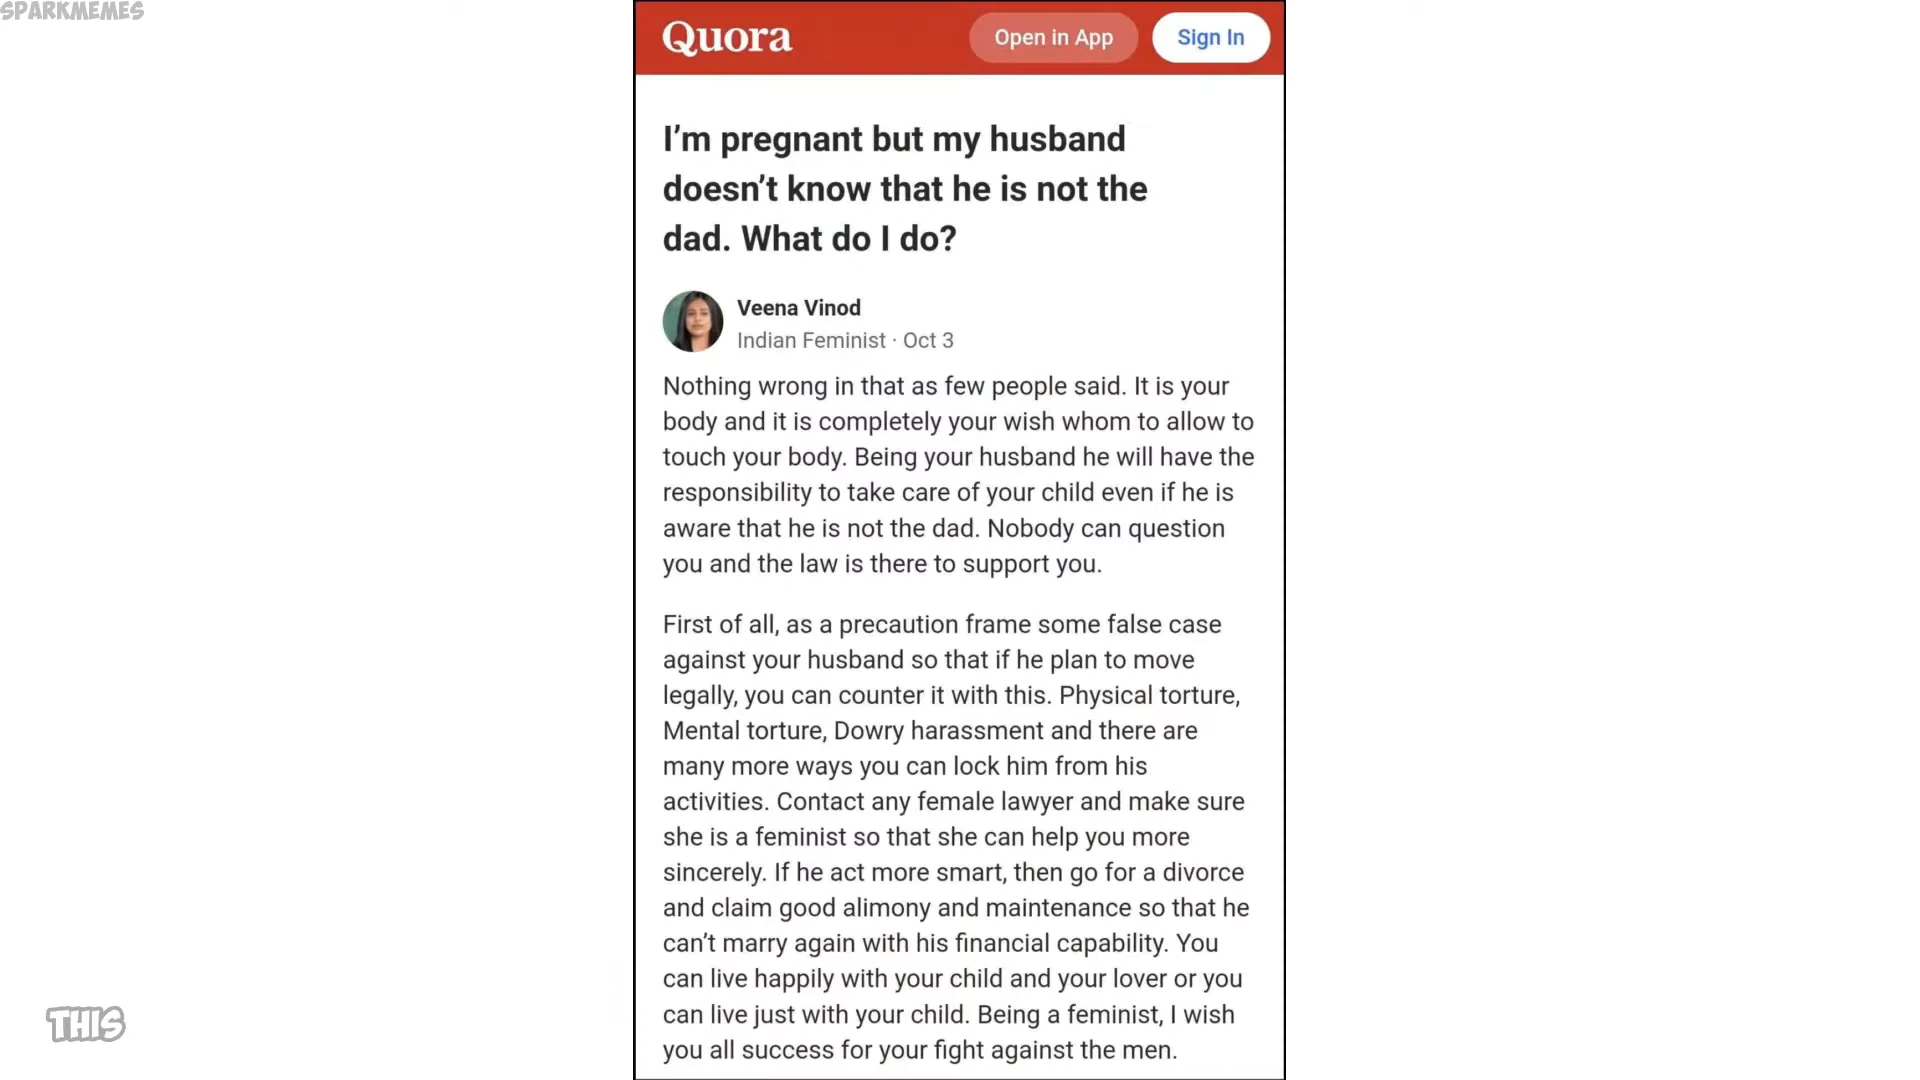 SPARKMEMES
Quora
Open in App
Sign In
I’m pregnant but my husband
doesn’t know that he is not the
dad. What do I do?
Veena Vinod
Indian Feminist · Oct 3
Nothing wrong in that as few people said. It is your
body and it is completely your wish whom to allow to
touch your body. Being your husband he will have the
responsibility to take care of your child even if he is
aware that he is not the dad. Nobody can question
you and the law is there to support you.
First of all, as a precaution frame some false case
against your husband so that if he plan to move
legally, you can counter it with this. Physical torture,
Mental torture, Dowry harassment and there are
many more ways you can lock him from his
activities. Contact any female lawyer and make sure
she is a feminist so that she can help you more
sincerely. If he act more smart, then go for a divorce
and claim good alimony and maintenance so that he
can’t marry again with his financial capability. You
can live happily with your child and your lover or you
can live just with your child. Being a feminist, I wish
you all success for your fight against the men.
THIS